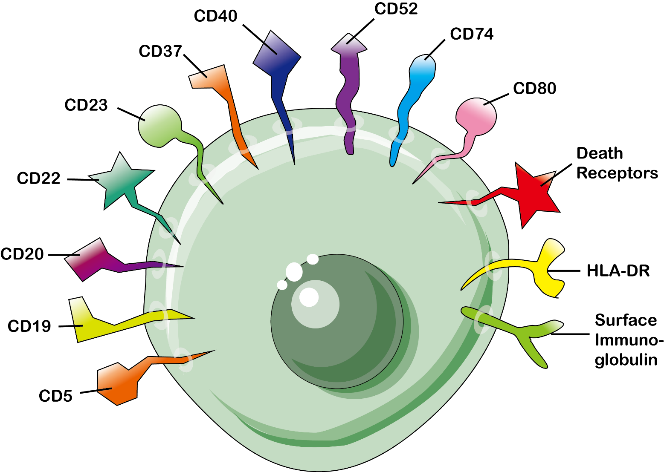 CD52
CD40
CD74
CD37
CD80
CD23
Death
Receptors
CD22
CD20
HLA-DR
CD19
Surface
Immuno-
globulin
CD5